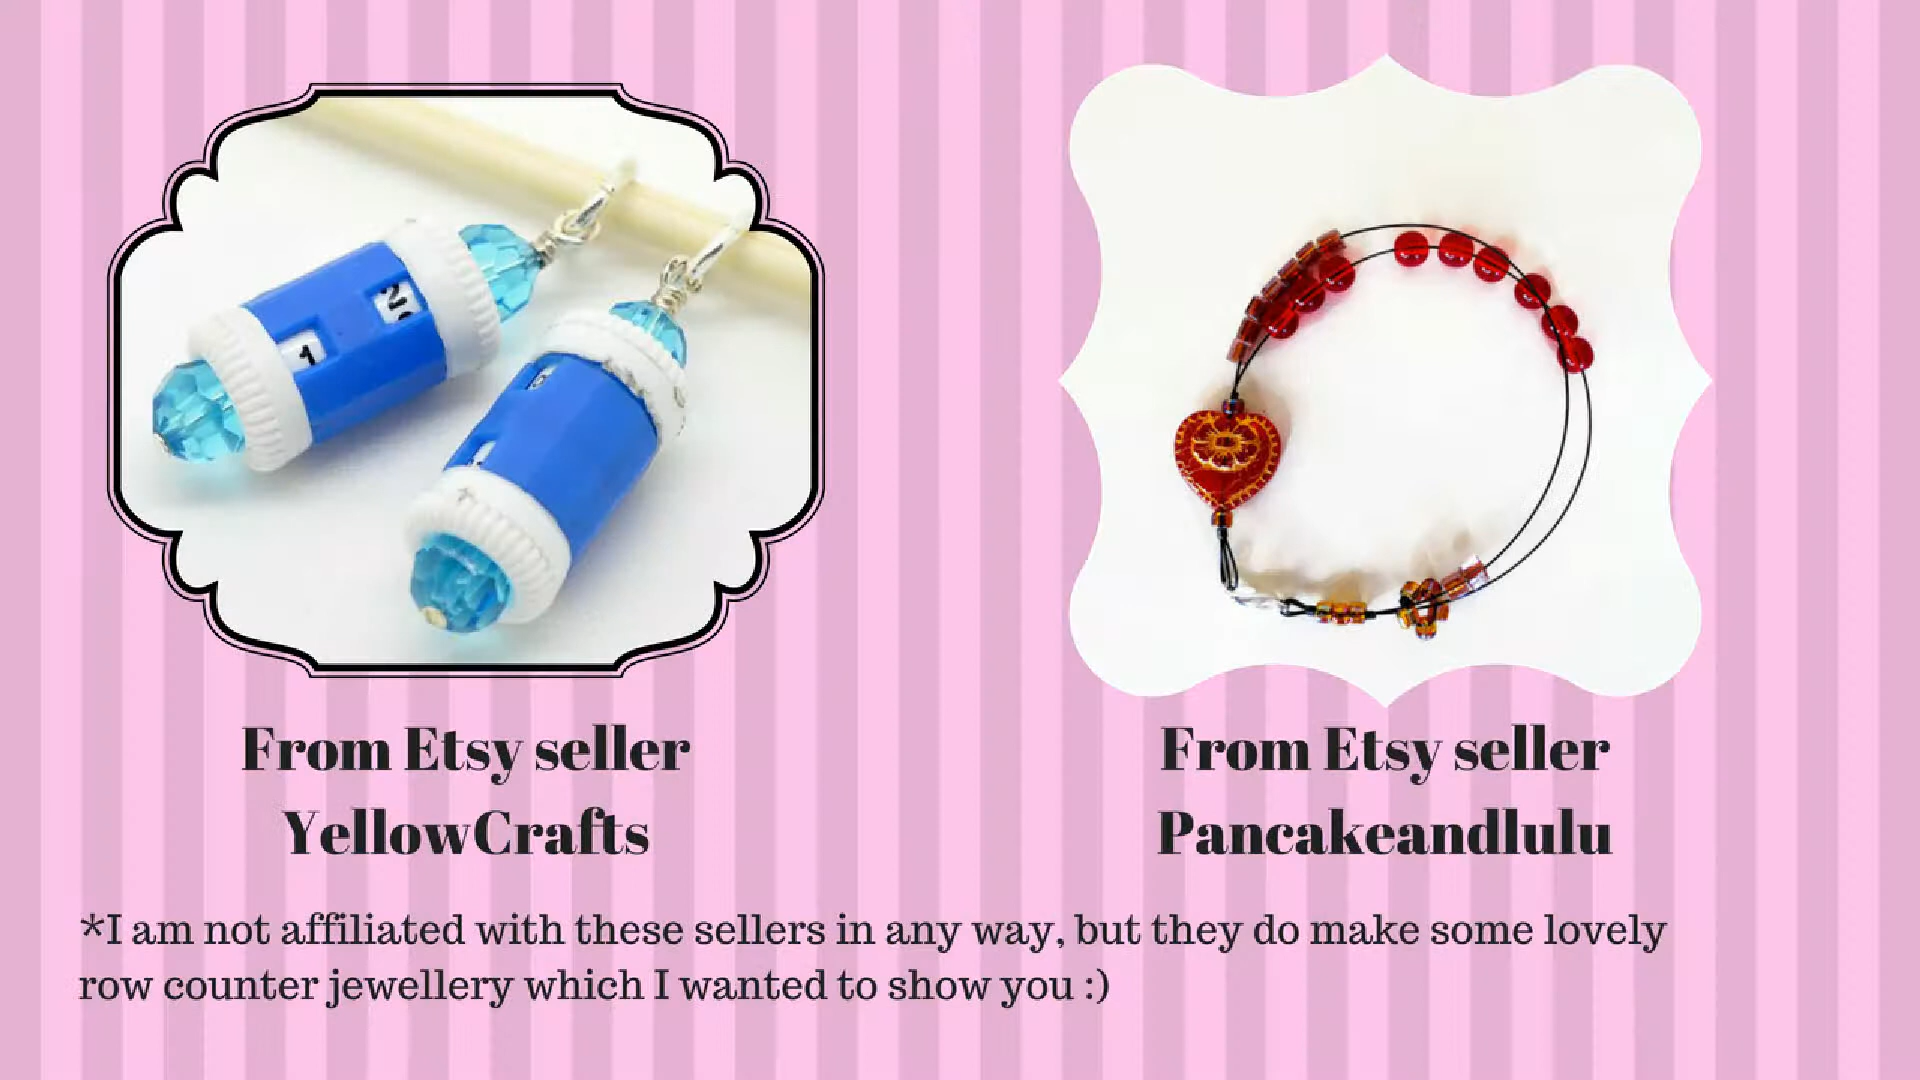 1
From Etsy seller
YellowCrafts
From Etsy seller
Pancakeandlulu
*I am not affiliated with these sellers in any way, but they do make some lovely
row counter jewellery which I wanted to show you :)